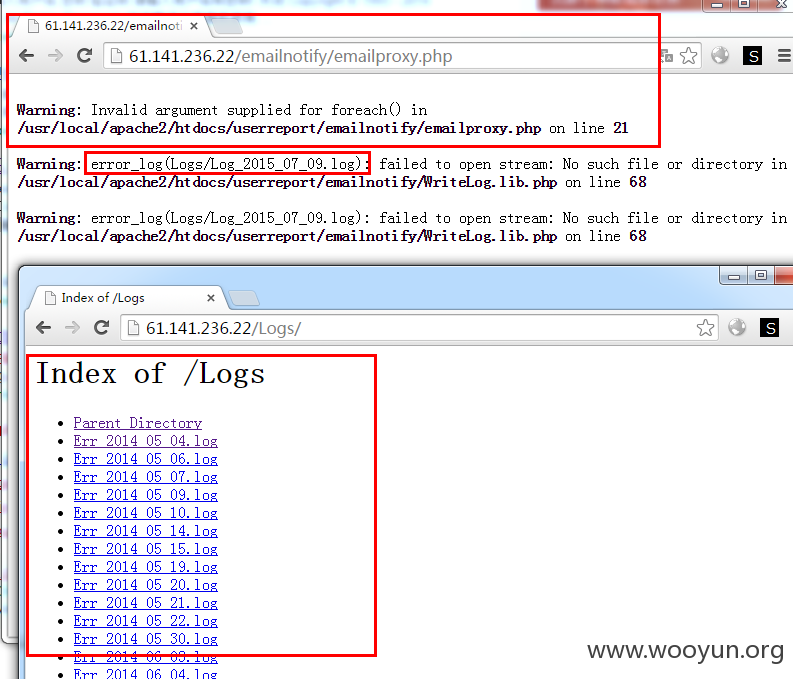 61.141.236.22/emailnoti
61.141.236.22/emailnotify/emailproxy.php
Warning: Invalid argument supplied for foreach() in
/usr/local/apache2/htdocs/userreport/emailnotify/emailproxy.php on line 21
Warning: error_log(Logs/Log_2015_07_09.log): failed to open stream: No such file or directory in
/usr/local/apache2/htdocs/userreport/emailnotify/WriteLog.lib.php on line 68
Warning: error_log(Logs/Log_2015_07_09.log): failed to open stream: No such file or directory in
/usr/local/apache2/htdocs/userreport/emailnotify/WriteLog.lib.php on line 68
Index of /Logs
61.141.236.22/Logs/
Index of /Logs
Parent Directory
Err_2014_05_04.log
Err_2014_05_06.log
Err_2014_05_07.log
Err_2014_05_09.log
Err_2014_05_10.log
Err_2014_05_14.log
Err_2014_05_15.log
Err_2014_05_19.log
Err_2014_05_20.log
Err_2014_05_21.log
Err_2014_05_22.log
Err_2014_05_30.log
Err_2014_06_03.log
Err_2014_06_04.log
www.wooyun.org